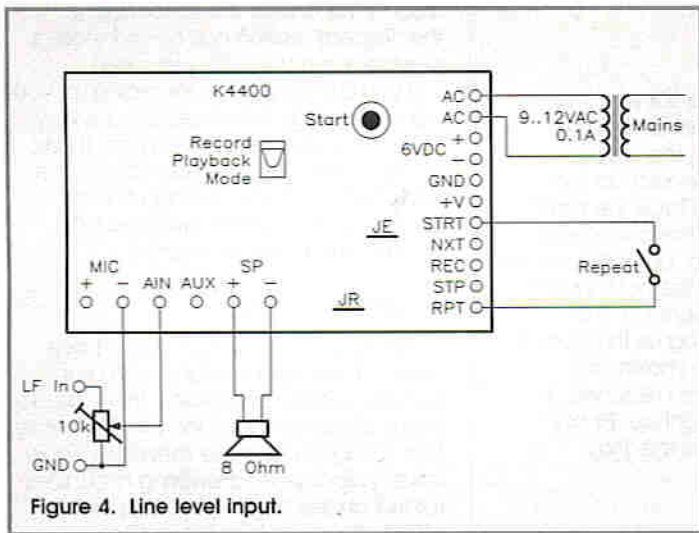 K4400
Start
Record
Playback
Mode
AC
AC
+
6VDC
-
GND
+V
STRT
NXT
REC
STP
RPT
9..12VAC
0.1A
Mains
Repeat
JE
JR
MIC
+ -
AIN
AUX
SP
+ -
LF In
10k
GND
8 Ohm
Figure 4. Line level input.